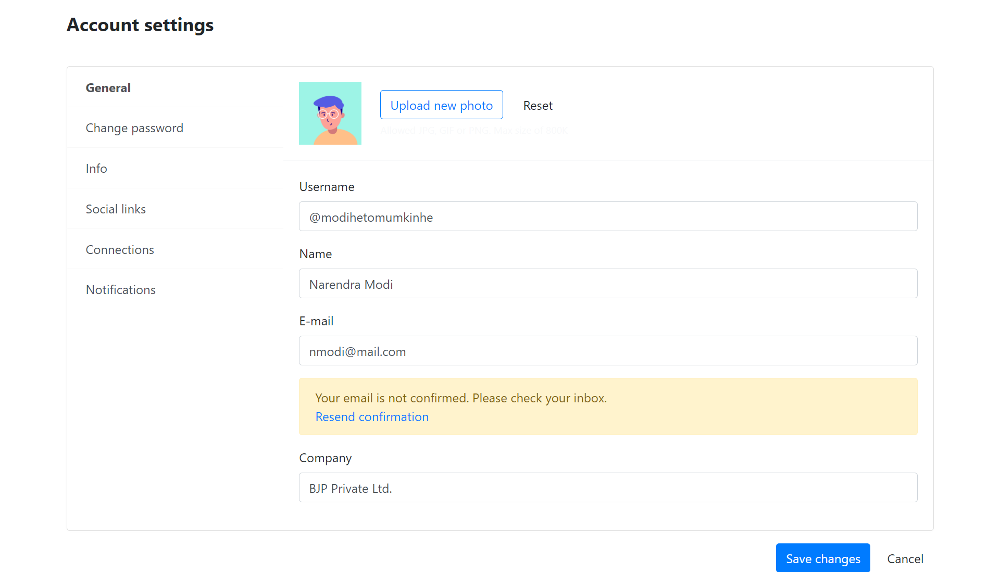 Account settings
General
Change password
Info
Social links
Connections
Notifications
Upload new photo
Reset
Allowed JPG, GIF or PNG. Max size of 800K
Username
@modihetomumkinhe
Name
Narendra Modi
E-mail
nmodi@mail.com
Your email is not confirmed. Please check your inbox.
Resend confirmation
Company
BJP Private Ltd.
Save changes
Cancel